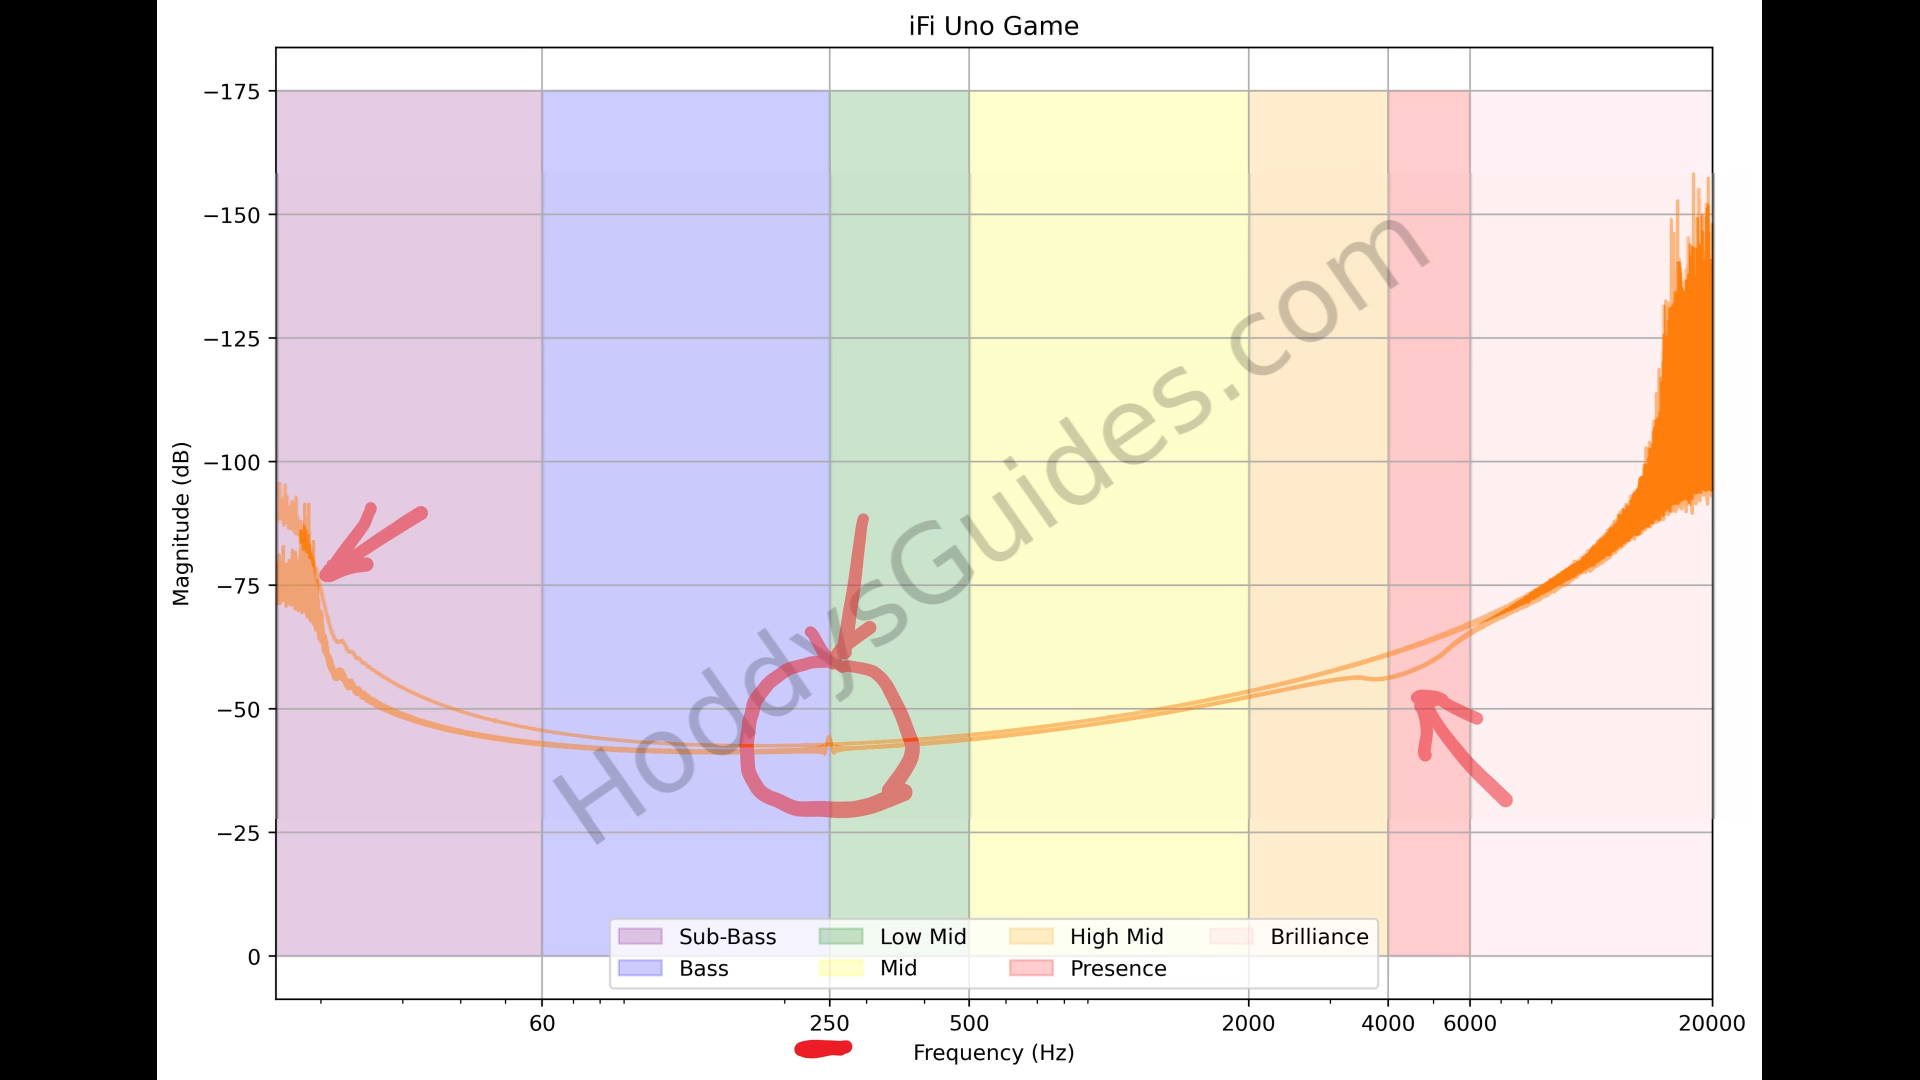 iFi Uno Game
−175
−150
−125
−100
−75
−50
−25
0
Magnitude (dB)
HoddysGuides.com
Sub-Bass
Low Mid
High Mid
Brilliance
Bass
Mid
Presence
60
250
500
2000
4000
6000
20000
Frequency (Hz)